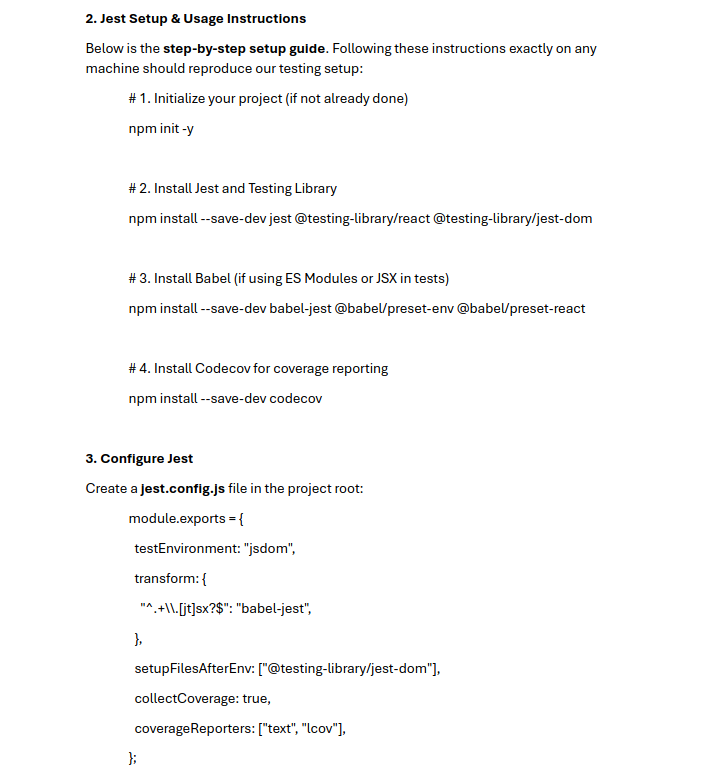 2. Jest Setup & Usage Instructions
Below is the step-by-step setup guide. Following these instructions exactly on any
machine should reproduce our testing setup:
# 1. Initialize your project (if not already done)
npm init -y
# 2. Install Jest and Testing Library
npm install --save-dev jest @testing-library/react @testing-library/jest-dom
# 3. Install Babel (if using ES Modules or JSX in tests)
npm install --save-dev babel-jest @babel/preset-env @babel/preset-react
# 4. Install Codecov for coverage reporting
npm install --save-dev codecov
3. Configure Jest
Create a jest.config.js file in the project root:
module.exports = {
testEnvironment: "jsdom",
transform: {
"^.+\\.[jt]sx?$": "babel-jest",
},
setupFilesAfterEnv: ["@testing-library/jest-dom"],
collectCoverage: true,
coverageReporters: ["text", "lcov"],
};